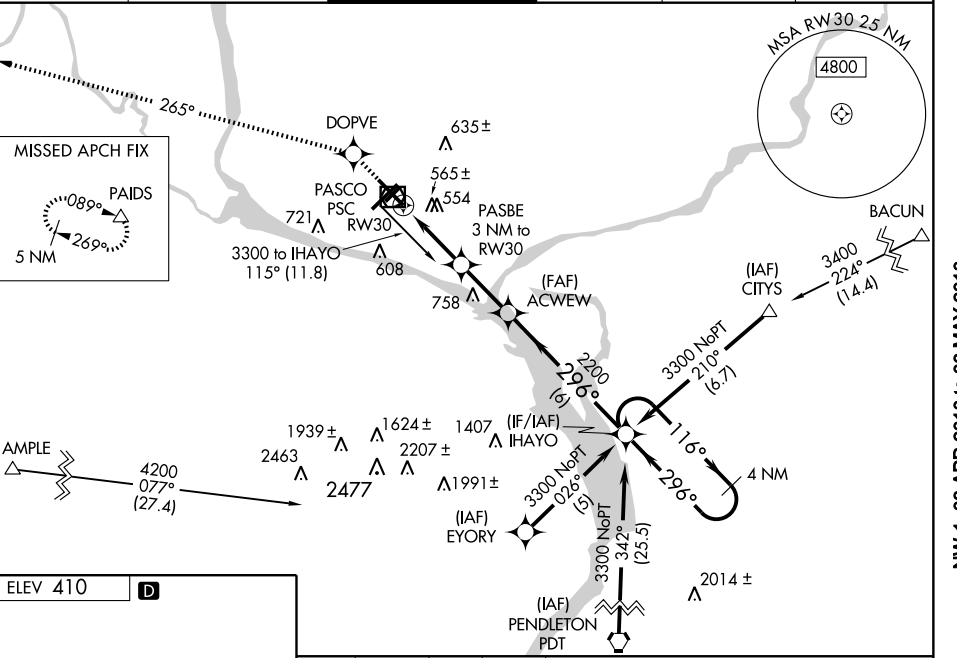 MSA RW30 25 NM
4800
265°
DOPVE
635±
MISSED APCH FIX
089°
PAIDS
269°
5 NM
565±
554
PASCO
PSC
RW30
721
PASBE
3 NM to
RW30
3300 to IHAYO
115° (11.8)
608
BACUN
3400
224°
(14.4)
(IAF)
CITYS
758
(FAF)
ACWEW
3300 NoPT
210°
(6.7)
2200
296°
(6)
(IF/IAF)
IHAYO
116°
296°
4 NM
1939±
1624±
1407
2463
2207±
2477
1991±
AMPLE
4200
077°
(27.4)
3300 NoPT
026°
(5)
(IAF)
EYORY
3300 NoPT
342°
(25.5)
2014±
(IAF)
PENDLETON
PDT
ELEV 410
D